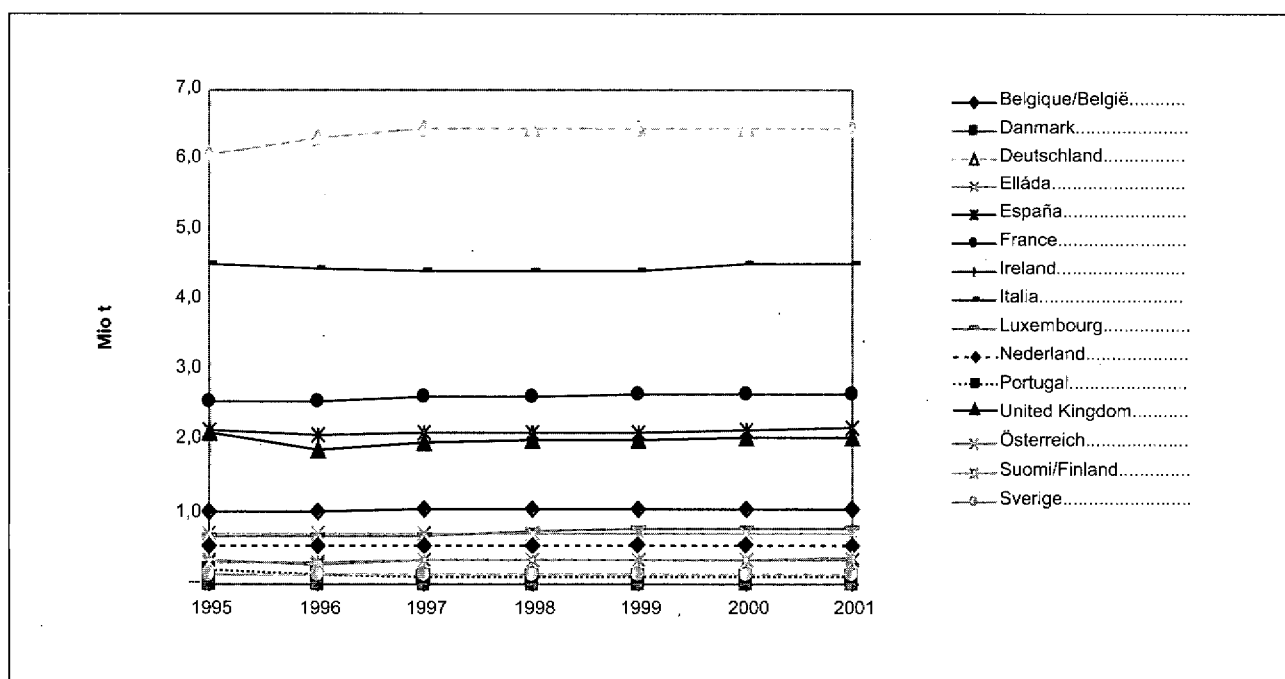 7,0
6,0
5,0
4,0
3,0
2,0
1,0
Mio t
1995 1996 1997 1998 1999 2000 2001
Belgique/België...........
Danmark.....................
Deutschland................
Elláda..........................
España........................
France.........................
Ireland.........................
Italia.............................
Luxembourg.................
Nederland....................
Portugal.......................
United Kingdom...........
Österreich....................
Suomi/Finland..............
Sverige........................